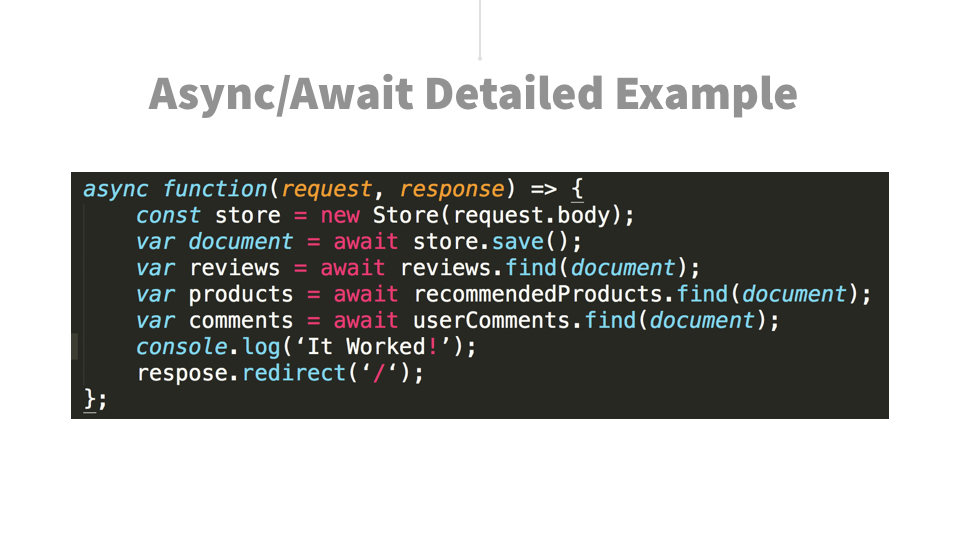 Async/Await Detailed Example
async function(request, response) => {
const store = new Store(request.body);
var document = await store.save();
var reviews = await reviews.find(document);
var products = await recommendedProducts.find(document);
var comments = await userComments.find(document);
console.log(‘It Worked!’);
respose.redirect(‘/‘);
};